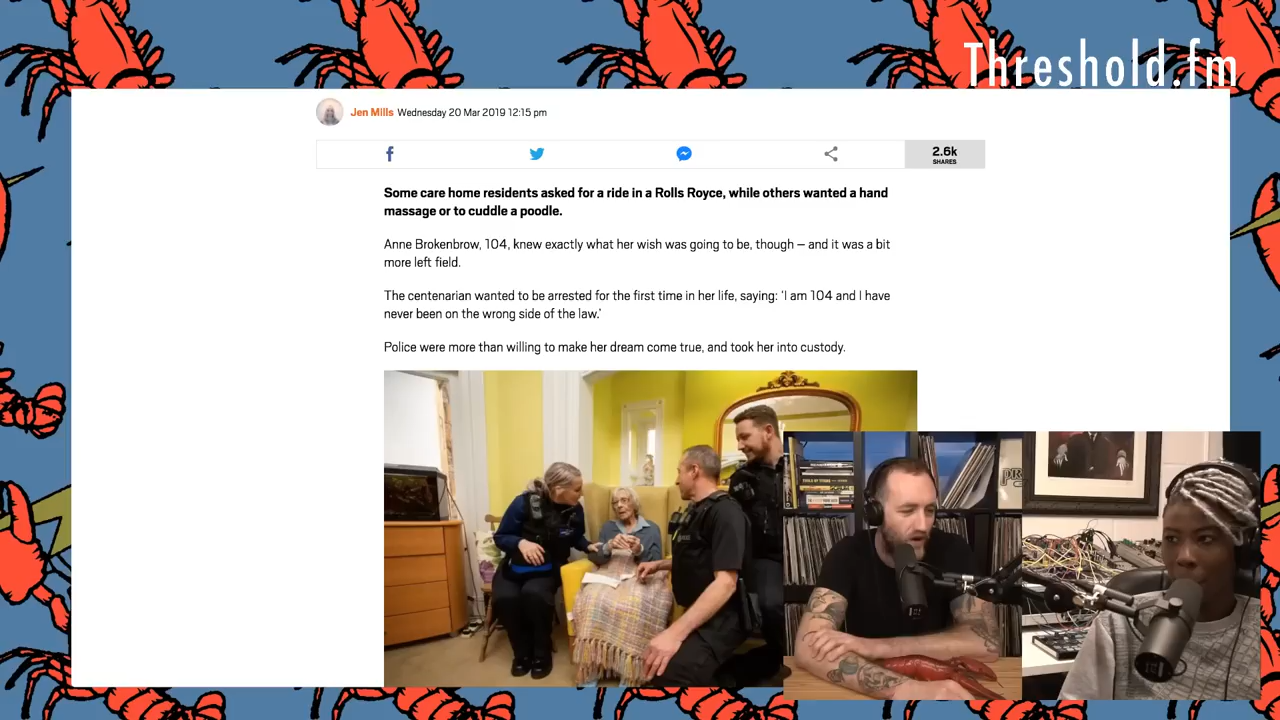 Threshold.fm
Jen Mills Wednesday 20 Mar 2019 12:15 pm
2.6k
SHARES
Some care home residents asked for a ride in a Rolls Royce, while others wanted a hand
massage or to cuddle a poodle.
Anne Brokenbrow, 104, knew exactly what her wish was going to be, though – and it was a bit
more left field.
The centenarian wanted to be arrested for the first time in her life, saying: ‘I am 104 and I have
never been on the wrong side of the law.’
Police were more than willing to make her dream come true, and took her into custody.